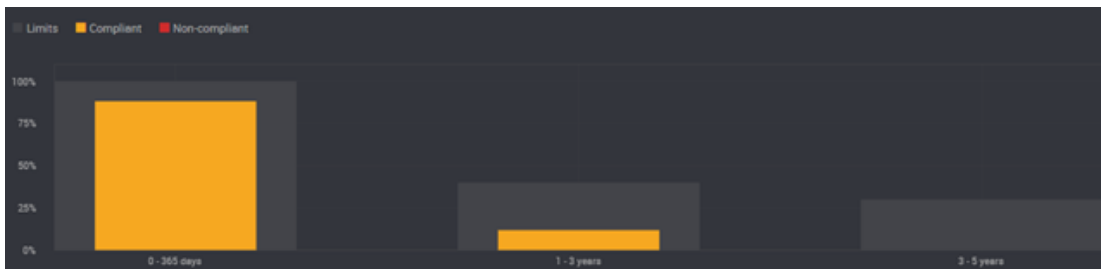 Limits Compliant Non-compliant
100%
75%
50%
25%
0%
0 - 365 days 1 - 3 years 3 - 5 years